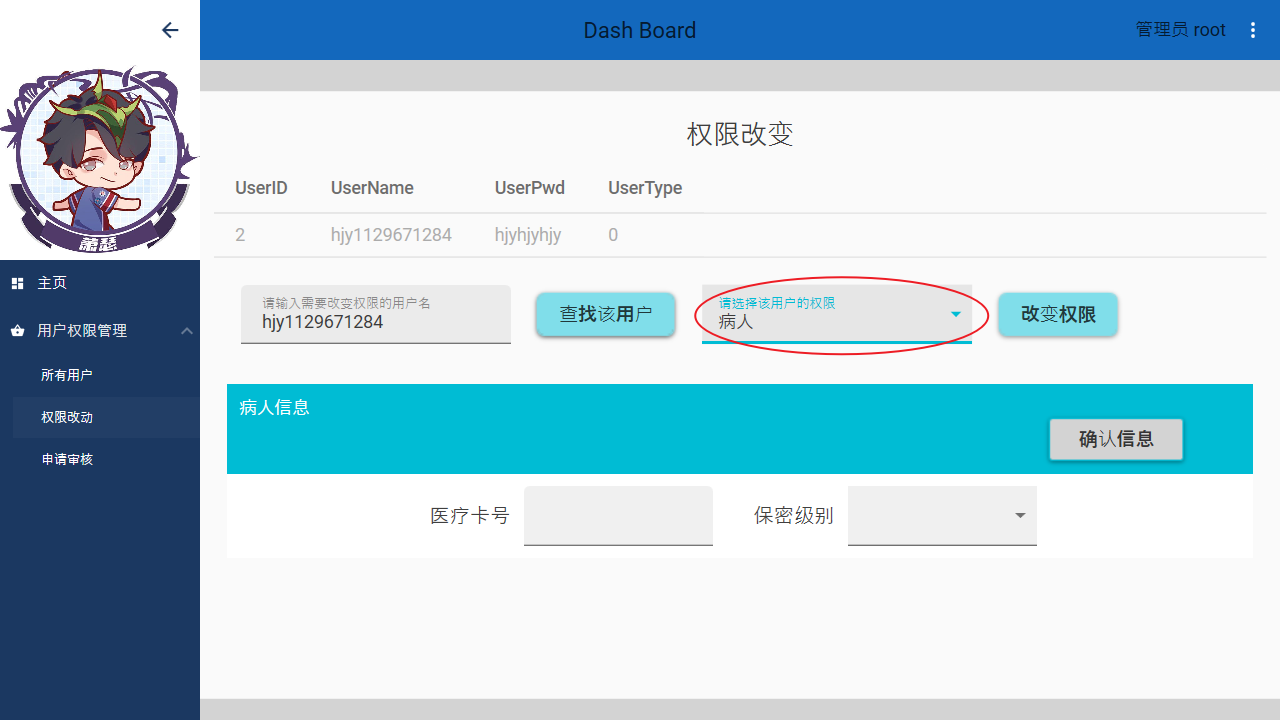 Dash Board
管理员 root
萧瑟
主页
用户权限管理
所有用户
权限改动
申请审核
权限改变
UserID UserName UserPwd UserType
2 hjy1129671284 hjyhjyhjy 0
请输入需要改变权限的用户名
hjy1129671284
查找该用户
请选择该用户的权限
病人
改变权限
病人信息
确认信息
医疗卡号
保密级别